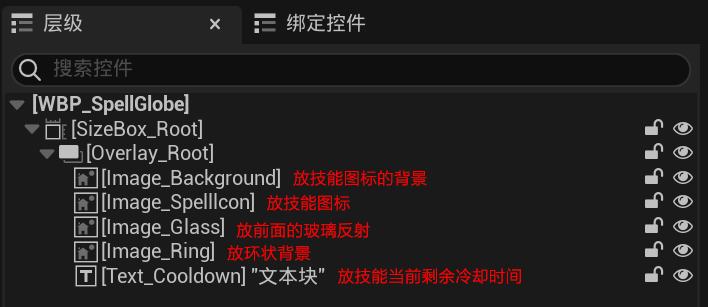 层级 × 绑定控件
搜索控件
[WBP_SpellGlobe]
[SizeBox_Root]
[Overlay_Root]
[Image_Background] 放技能图标的背景
[Image_SpellIcon] 放技能图标
[Image_Glass] 放前面的玻璃反射
[Image_Ring] 放环状背景
[Text_Cooldown] "文本块" 放技能当前剩余冷却时间